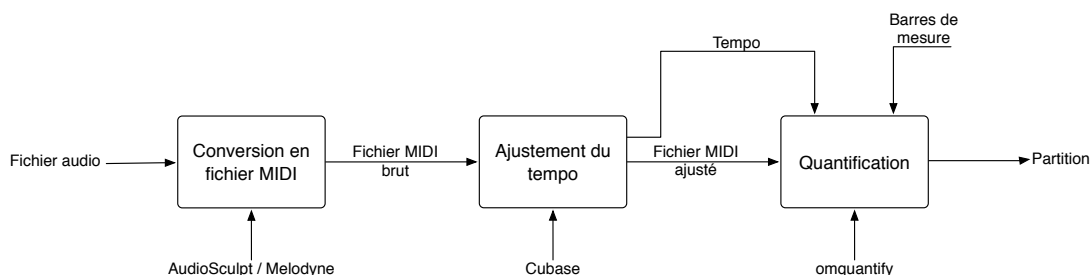 Barres de
mesure
Tempo
Fichier audio
Conversion en
fichier MIDI
Fichier MIDI
brut
Ajustement du
tempo
Fichier MIDI
ajusté
Quantification
Partition
AudioSculpt / Melodyne
Cubase
omquantify